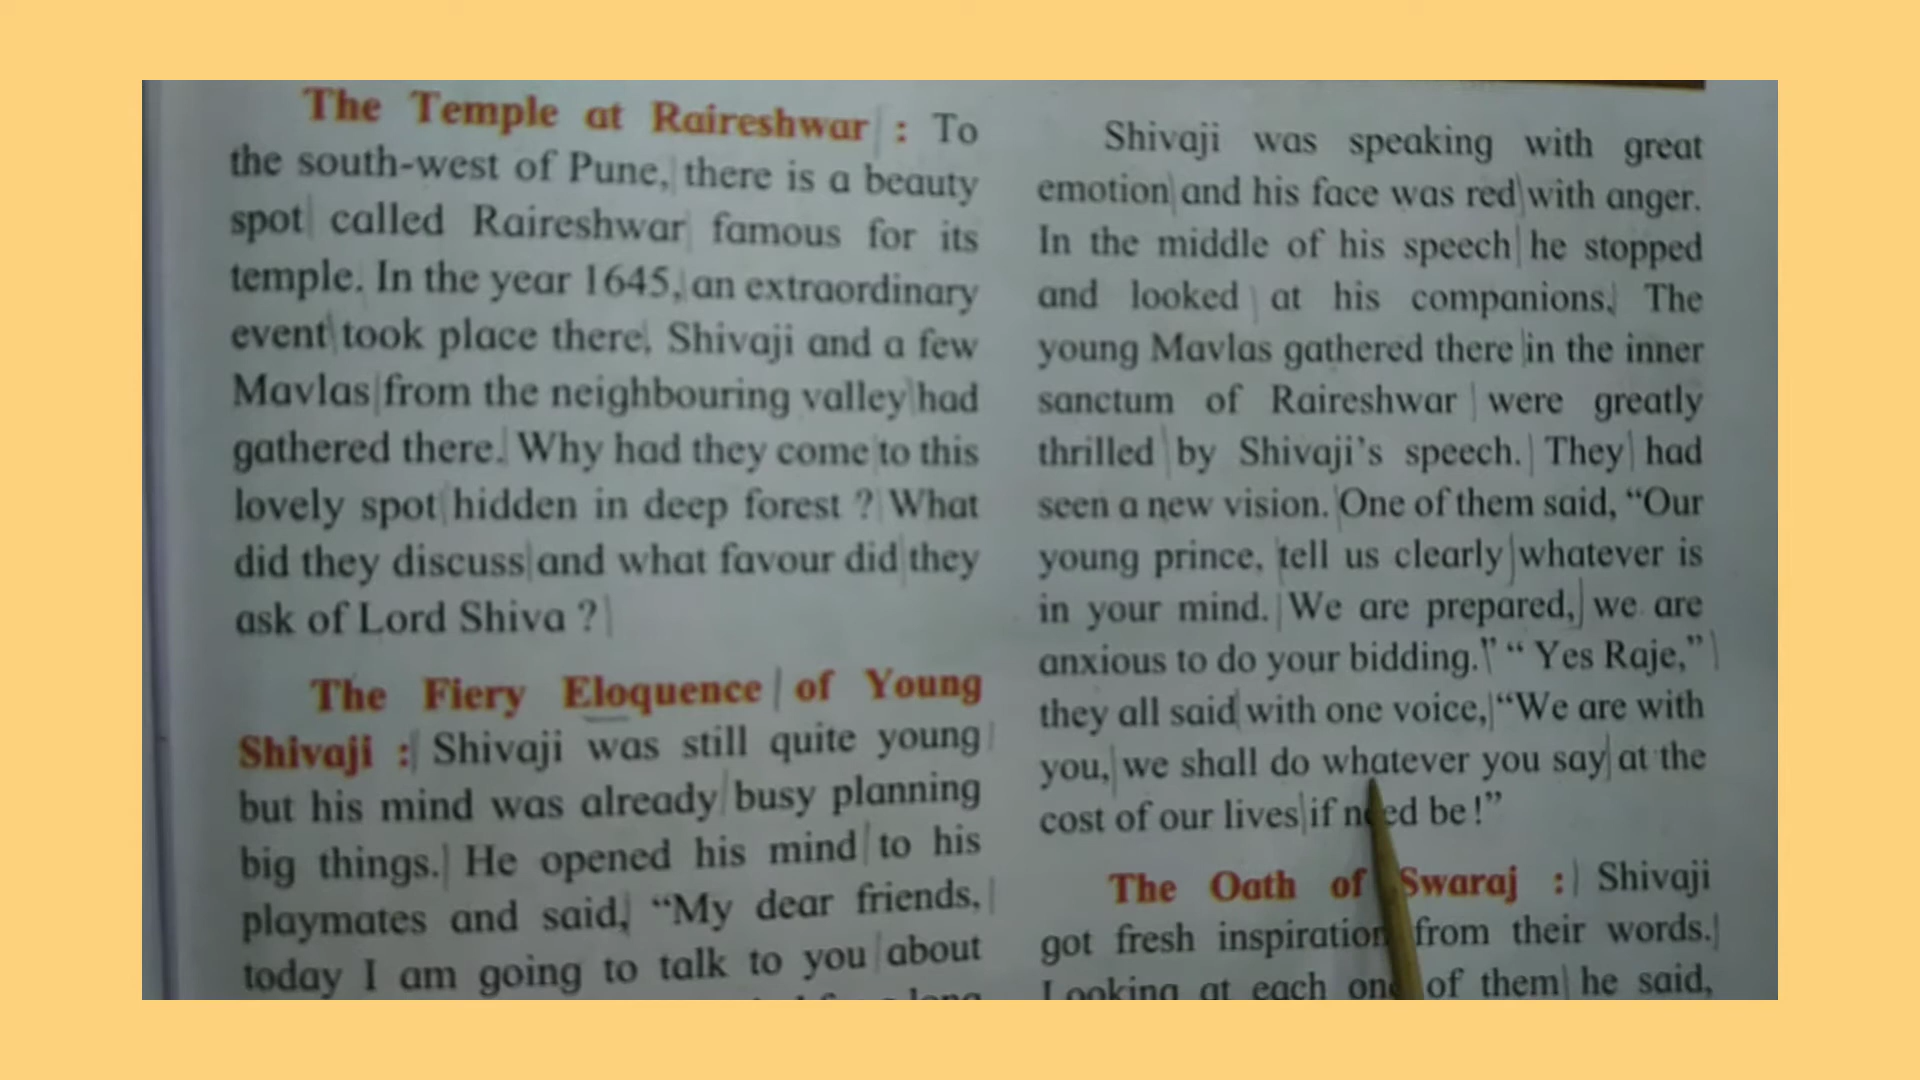 The Temple at Raireshwar : To
the south-west of Pune, there is a beauty
spot called Raireshwar famous for its
temple. In the year 1645, an extraordinary
event took place there. Shivaji and a few
Mavlas from the neighbouring valley had
gathered there. Why had they come to this
lovely spot hidden in deep forest ? What
did they discuss and what favour did they
ask of Lord Shiva ?
The Fiery Eloquence of Young
Shivaji : Shivaji was still quite young
but his mind was already busy planning
big things. He opened his mind to his
playmates and said, “My dear friends,
today I am going to talk to you about
long
Shivaji was speaking with great
emotion and his face was red with anger.
In the middle of his speech he stopped
and looked at his companions. The
young Mavlas gathered there in the inner
sanctum of Raireshwar were greatly
thrilled by Shivaji’s speech. They had
seen a new vision. One of them said, “Our
young prince, tell us clearly whatever is
in your mind. We are prepared, we are
anxious to do your bidding.” “ Yes Raje,”
they all said with one voice, “We are with
you, we shall do whatever you say at the
cost of our lives if need be !”
The Oath of Swaraj : Shivaji
got fresh inspiration from their words.
Looking at each one of them he said,